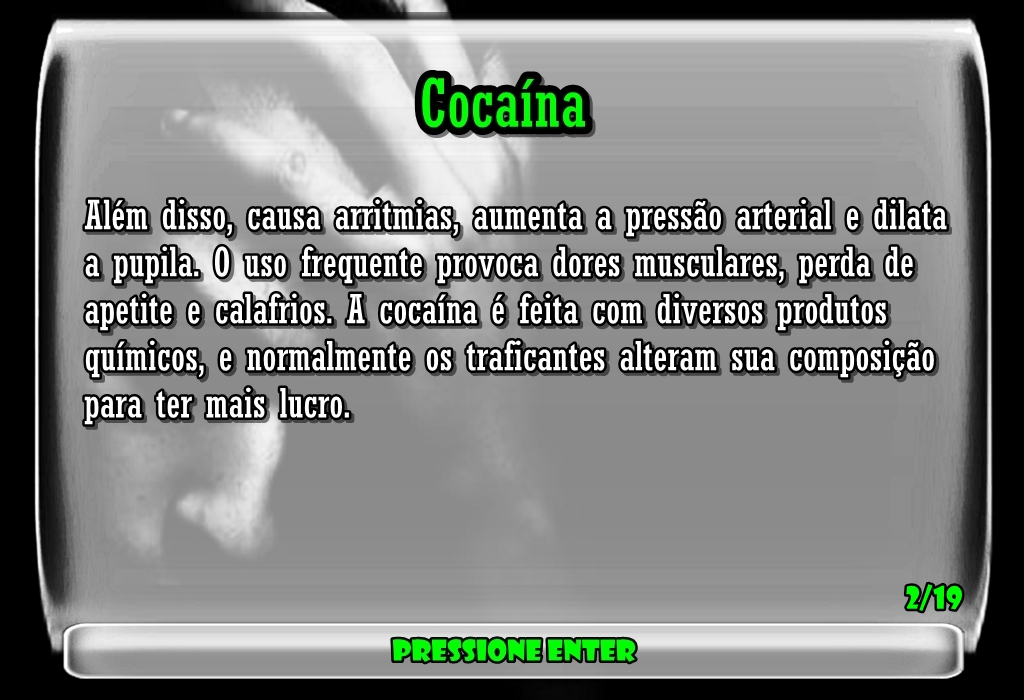 Cocaína
Além disso, causa arritmias, aumenta a pressão arterial e dilata
a pupila. O uso frequente provoca dores musculares, perda de
apetite e calafrios. A cocaína é feita com diversos produtos
químicos, e normalmente os traficantes alteram sua composição
para ter mais lucro.
2/19
PRESSIONE ENTER